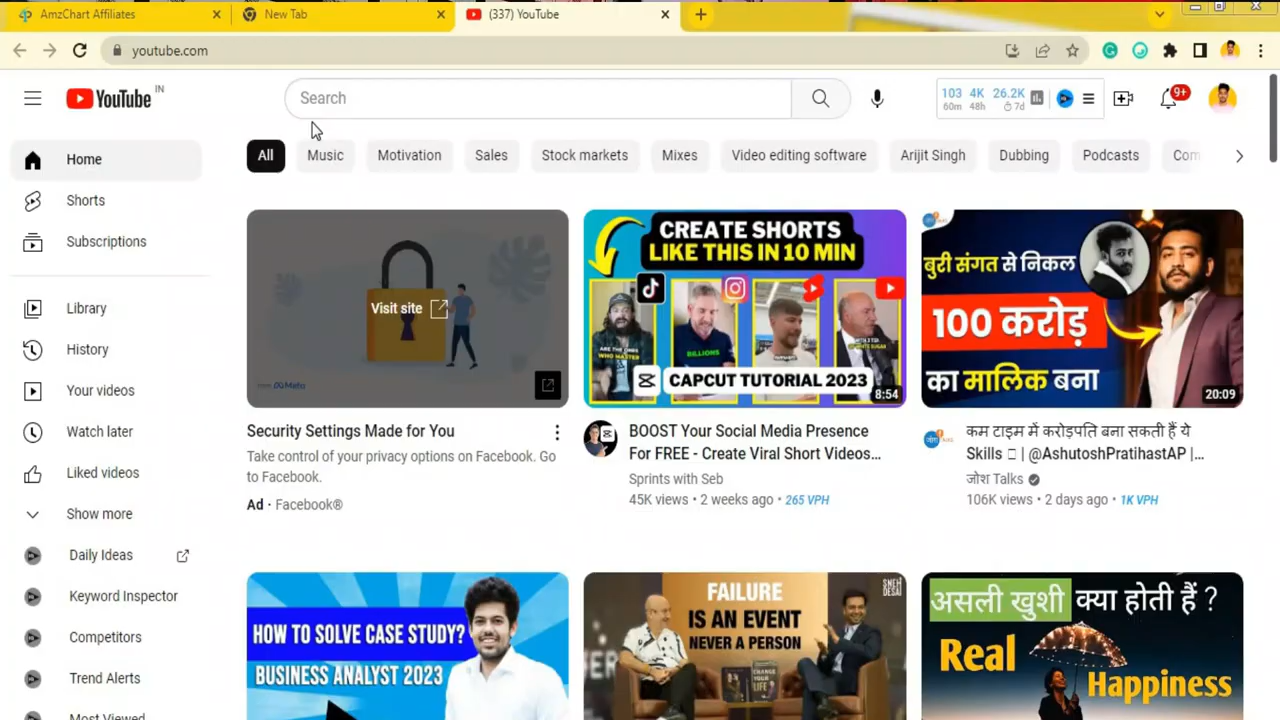 AmzChart Affiliates
New Tab
(337) YouTube
youtube.com
YouTube IN
Search
103 4K 26.2K
60m 48h 7d
9+
All Music Motivation Sales Stock markets Mixes Video editing software Arijit Singh Dubbing Podcasts Com
Home
Shorts
Subscriptions
Library
History
Your videos
Watch later
Liked videos
Show more
Daily Ideas
Keyword Inspector
Competitors
Trend Alerts
Most Viewed
Visit site
Meta
Security Settings Made for You
Take control of your privacy options on Facebook. Go
to Facebook.
Ad · Facebook®
CREATE SHORTS
LIKE THIS IN 10 MIN
ARE THE ONES
WHO MASTER
BILLIONS
CAPCUT TUTORIAL 2023
8:54
BOOST Your Social Media Presence
For FREE - Create Viral Short Videos...
Sprints with Seb
45K views • 2 weeks ago • 265 VPH
बुरी संगत से निकल
100 करोड़
का मालिक बना
20:09
कम टाइम में करोड़पति बना सकती हैं ये
Skills | @AshutoshPratihastAP |...
जोश Talks
106K views • 2 days ago • 1K VPH
HOW TO SOLVE CASE STUDY?
BUSINESS ANALYST 2023
FAILURE
IS AN EVENT
NEVER A PERSON
SNEH
DESAI
CHANGE
YOUR
LIFE
असली खुशी क्या होती हैं ?
Real
Happiness